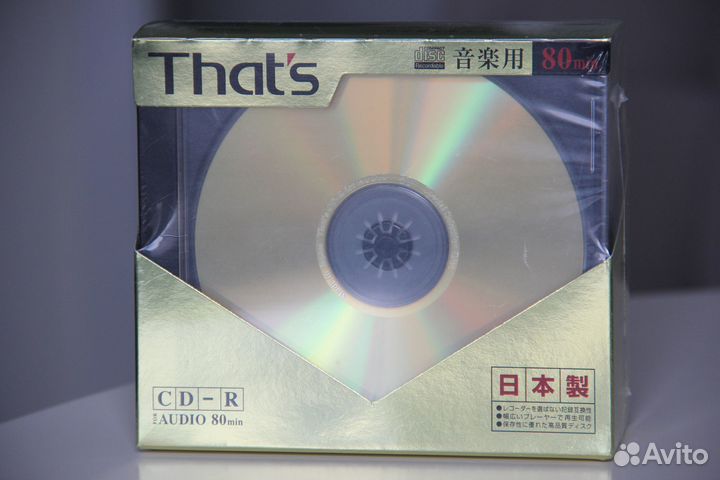 That's
COMPACT
disc
Recordable
音楽用
80min
CD-R
FOR AUDIO 80min
日本製
●レコーダーを選ばない記録互換性
●幅広いプレーヤーで再生可能
●保存性に優れた高品質ディスク
Avito